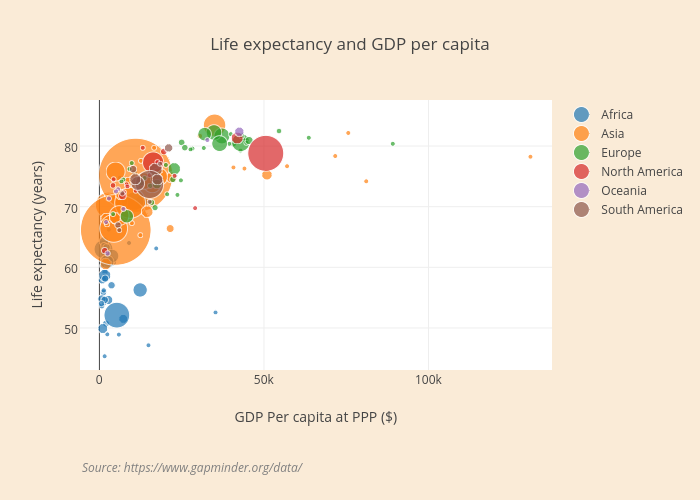 Life expectancy and GDP per capita
Africa
Asia
Europe
North America
Oceania
South America
Life expectancy (years)
80
70
60
50
0
50k
100k
GDP Per capita at PPP ($)
Source: https://www.gapminder.org/data/